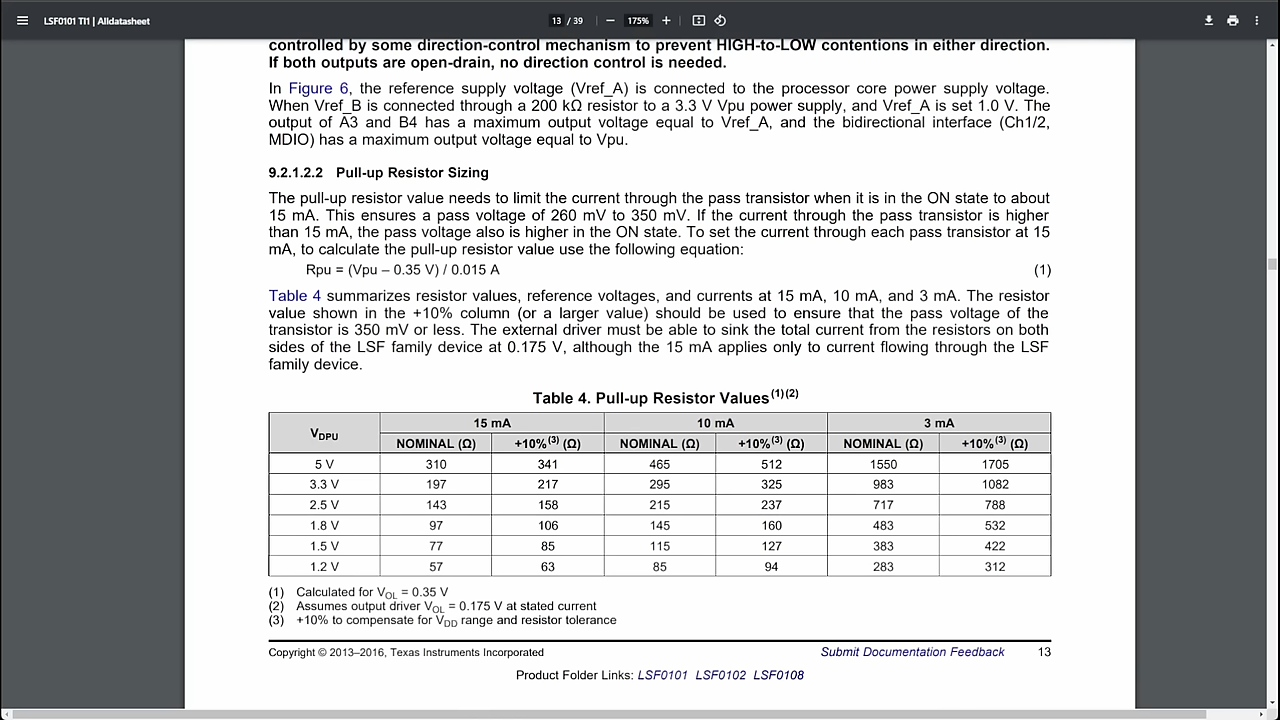 LSF0101 TI1 | Alldatasheet
13 / 39
175%
controlled by some direction-control mechanism to prevent HIGH-to-LOW contentions in either direction.
If both outputs are open-drain, no direction control is needed.
In Figure 6, the reference supply voltage (Vref_A) is connected to the processor core power supply voltage.
When Vref_B is connected through a 200 kΩ resistor to a 3.3 V Vpu power supply, and Vref_A is set 1.0 V. The
output of A3 and B4 has a maximum output voltage equal to Vref_A, and the bidirectional interface (Ch1/2,
MDIO) has a maximum output voltage equal to Vpu.
9.2.1.2.2 Pull-up Resistor Sizing
The pull-up resistor value needs to limit the current through the pass transistor when it is in the ON state to about
15 mA. This ensures a pass voltage of 260 mV to 350 mV. If the current through the pass transistor is higher
than 15 mA, the pass voltage also is higher in the ON state. To set the current through each pass transistor at 15
mA, to calculate the pull-up resistor value use the following equation:
Rpu = (Vpu – 0.35 V) / 0.015 A (1)
Table 4 summarizes resistor values, reference voltages, and currents at 15 mA, 10 mA, and 3 mA. The resistor
value shown in the +10% column (or a larger value) should be used to ensure that the pass voltage of the
transistor is 350 mV or less. The external driver must be able to sink the total current from the resistors on both
sides of the LSF family device at 0.175 V, although the 15 mA applies only to current flowing through the LSF
family device.
Table 4. Pull-up Resistor Values(1)(2)
VDPU 15 mA 10 mA 3 mA
NOMINAL (Ω) +10%(3) (Ω) NOMINAL (Ω) +10%(3) (Ω) NOMINAL (Ω) +10%(3) (Ω)
5 V 310 341 465 512 1550 1705
3.3 V 197 217 295 325 983 1082
2.5 V 143 158 215 237 717 788
1.8 V 97 106 145 160 483 532
1.5 V 77 85 115 127 383 422
1.2 V 57 63 85 94 283 312
(1) Calculated for VOL = 0.35 V
(2) Assumes output driver VOL = 0.175 V at stated current
(3) +10% to compensate for VDD range and resistor tolerance
Copyright © 2013–2016, Texas Instruments Incorporated Submit Documentation Feedback 13
Product Folder Links: LSF0101 LSF0102 LSF0108